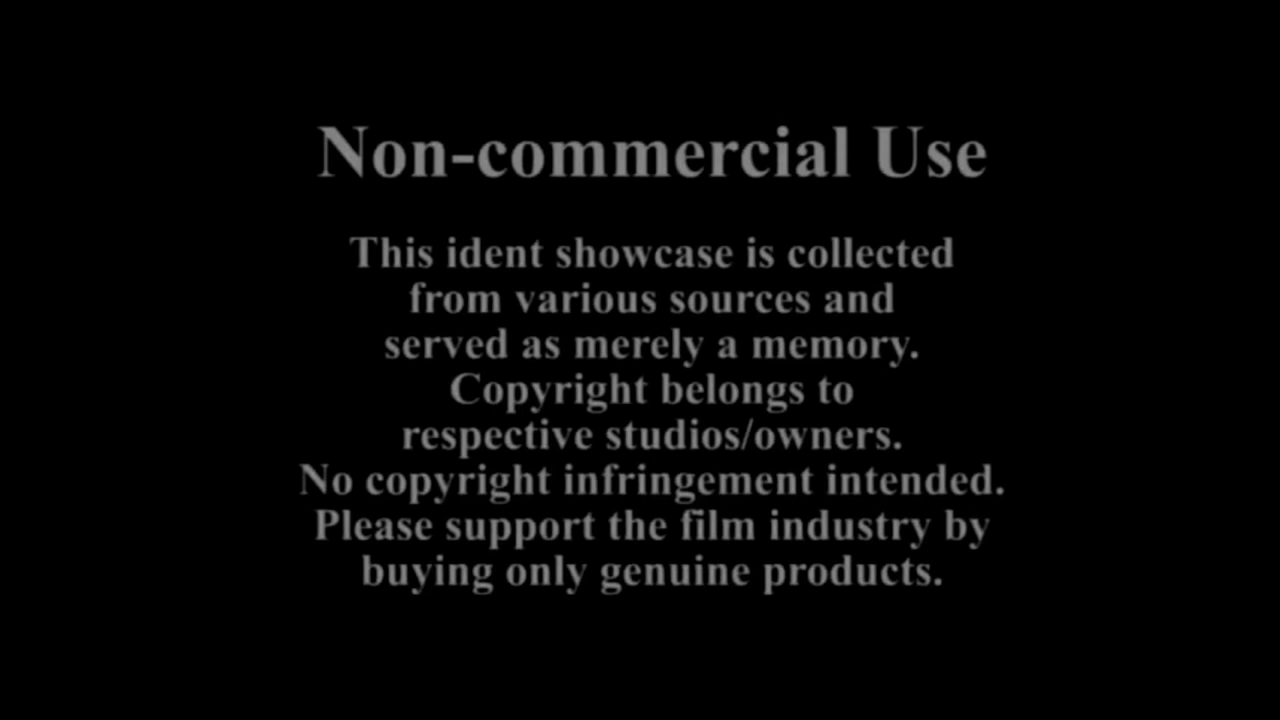 Non-commercial Use
This ident showcase is collected
from various sources and
served as merely a memory.
Copyright belongs to
respective studios/owners.
No copyright infringement intended.
Please support the film industry by
buying only genuine products.